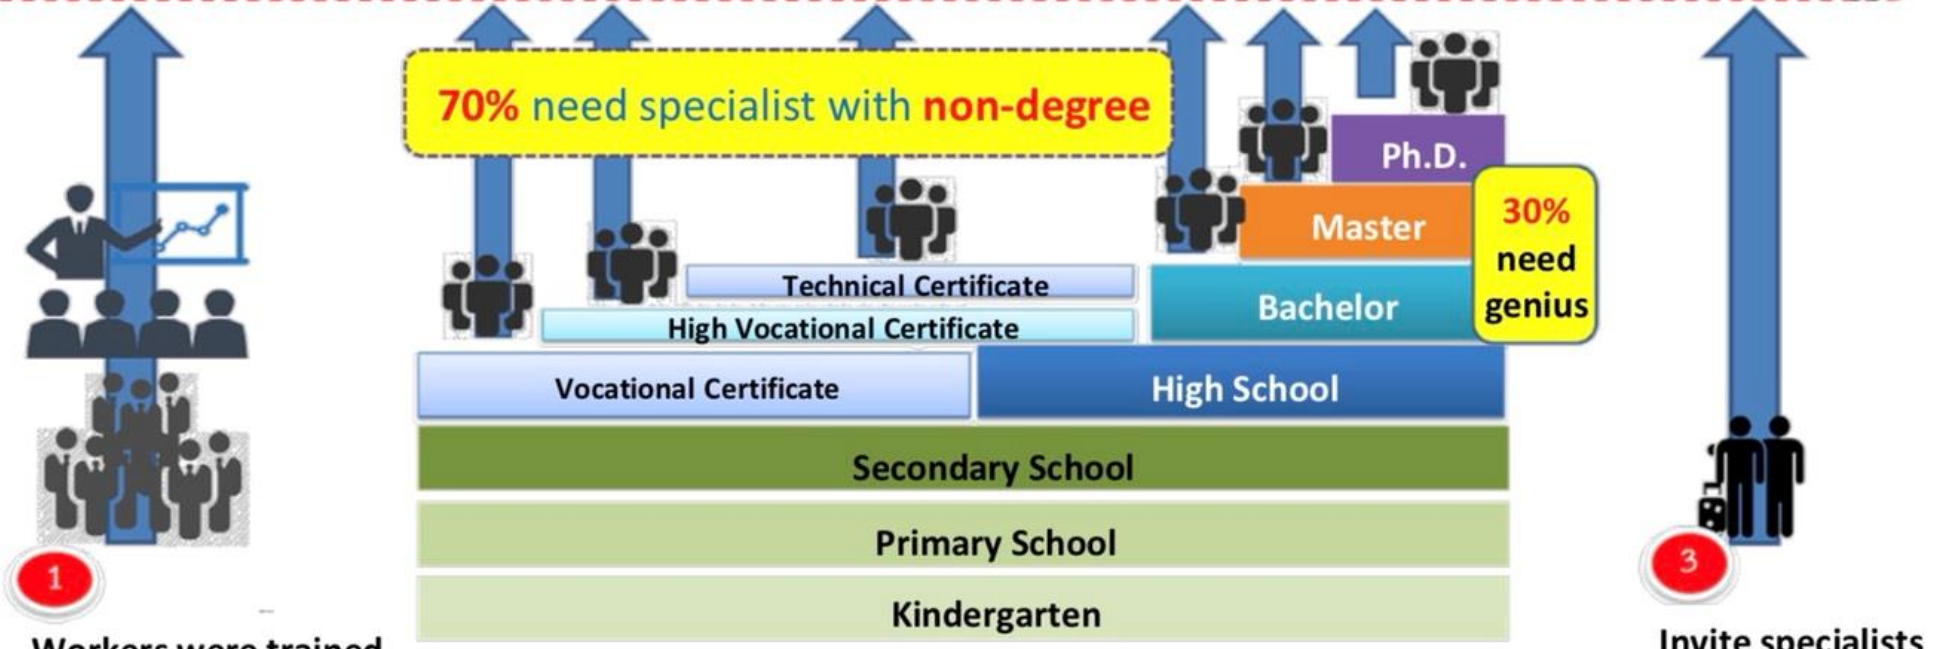 70% need specialist with non-degree
Ph.D.
Master
30%
need
genius
Technical Certificate
Bachelor
High Vocational Certificate
Vocational Certificate
High School
Secondary School
Primary School
Kindergarten
1
3
Workers were trained
Invite specialists